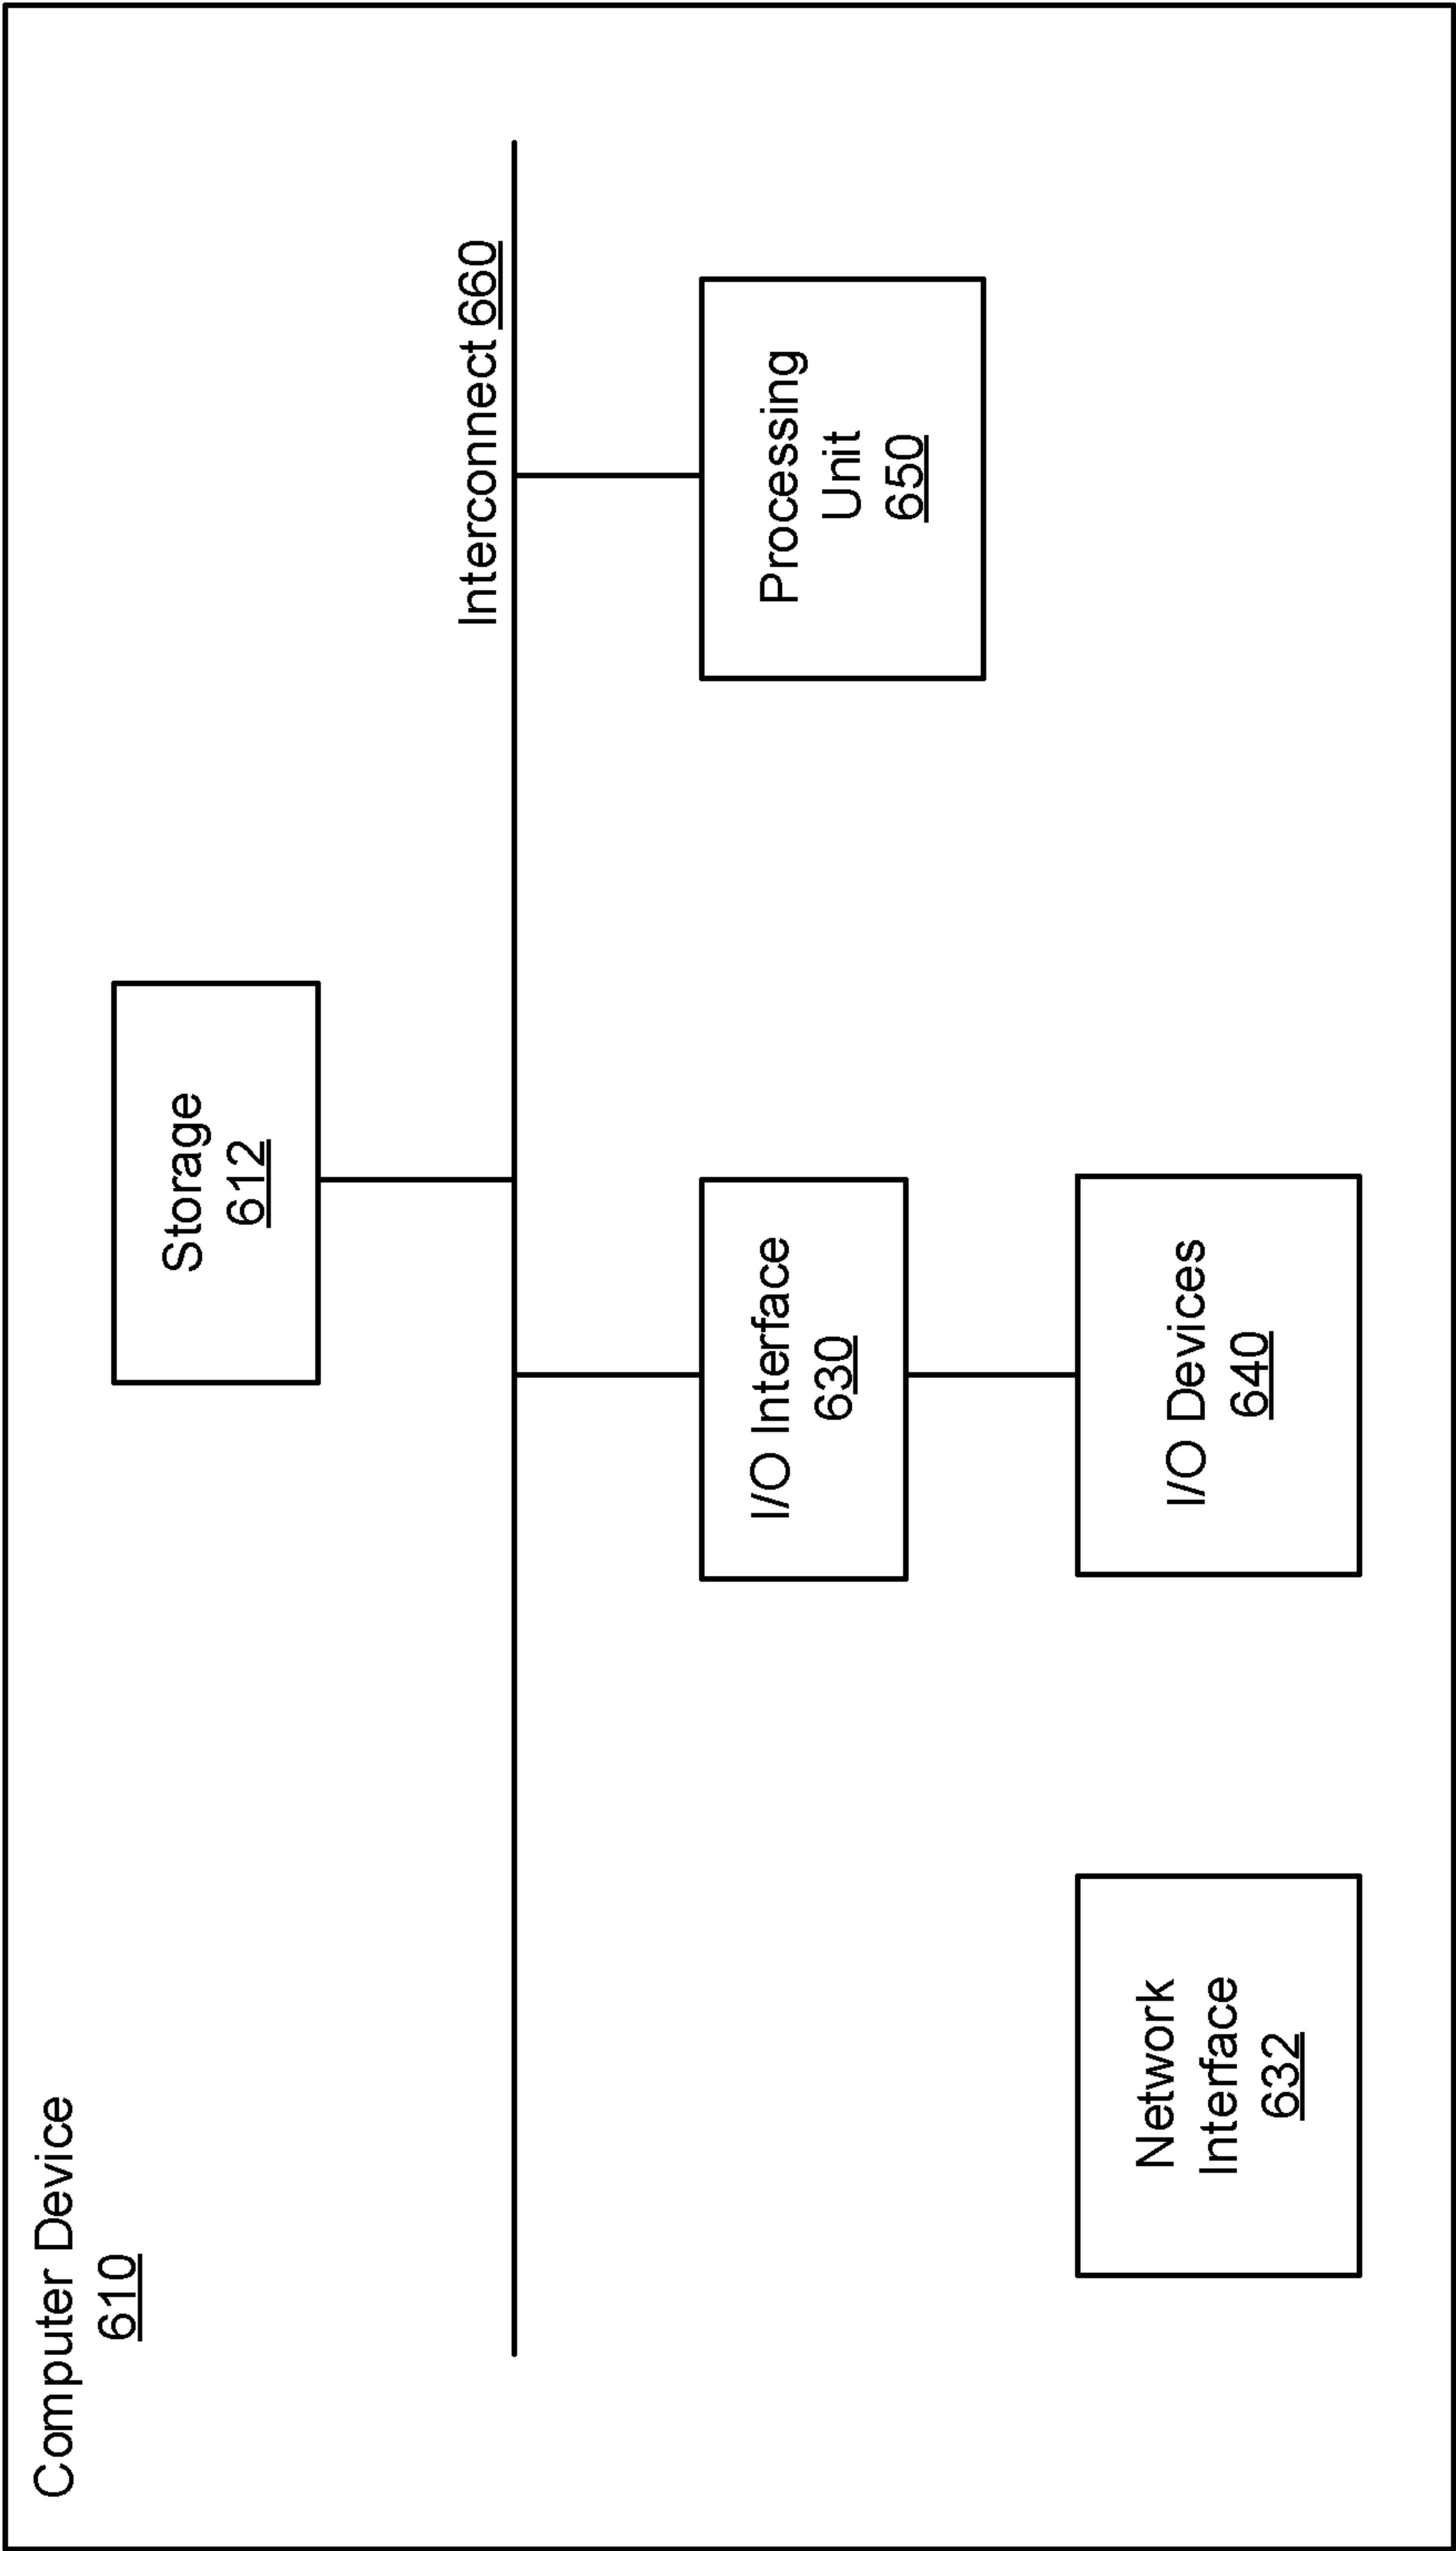 Computer Device
610
Storage
612
Interconnect 660
I/O Interface
630
Processing
Unit
650
Network
Interface
632
I/O Devices
640